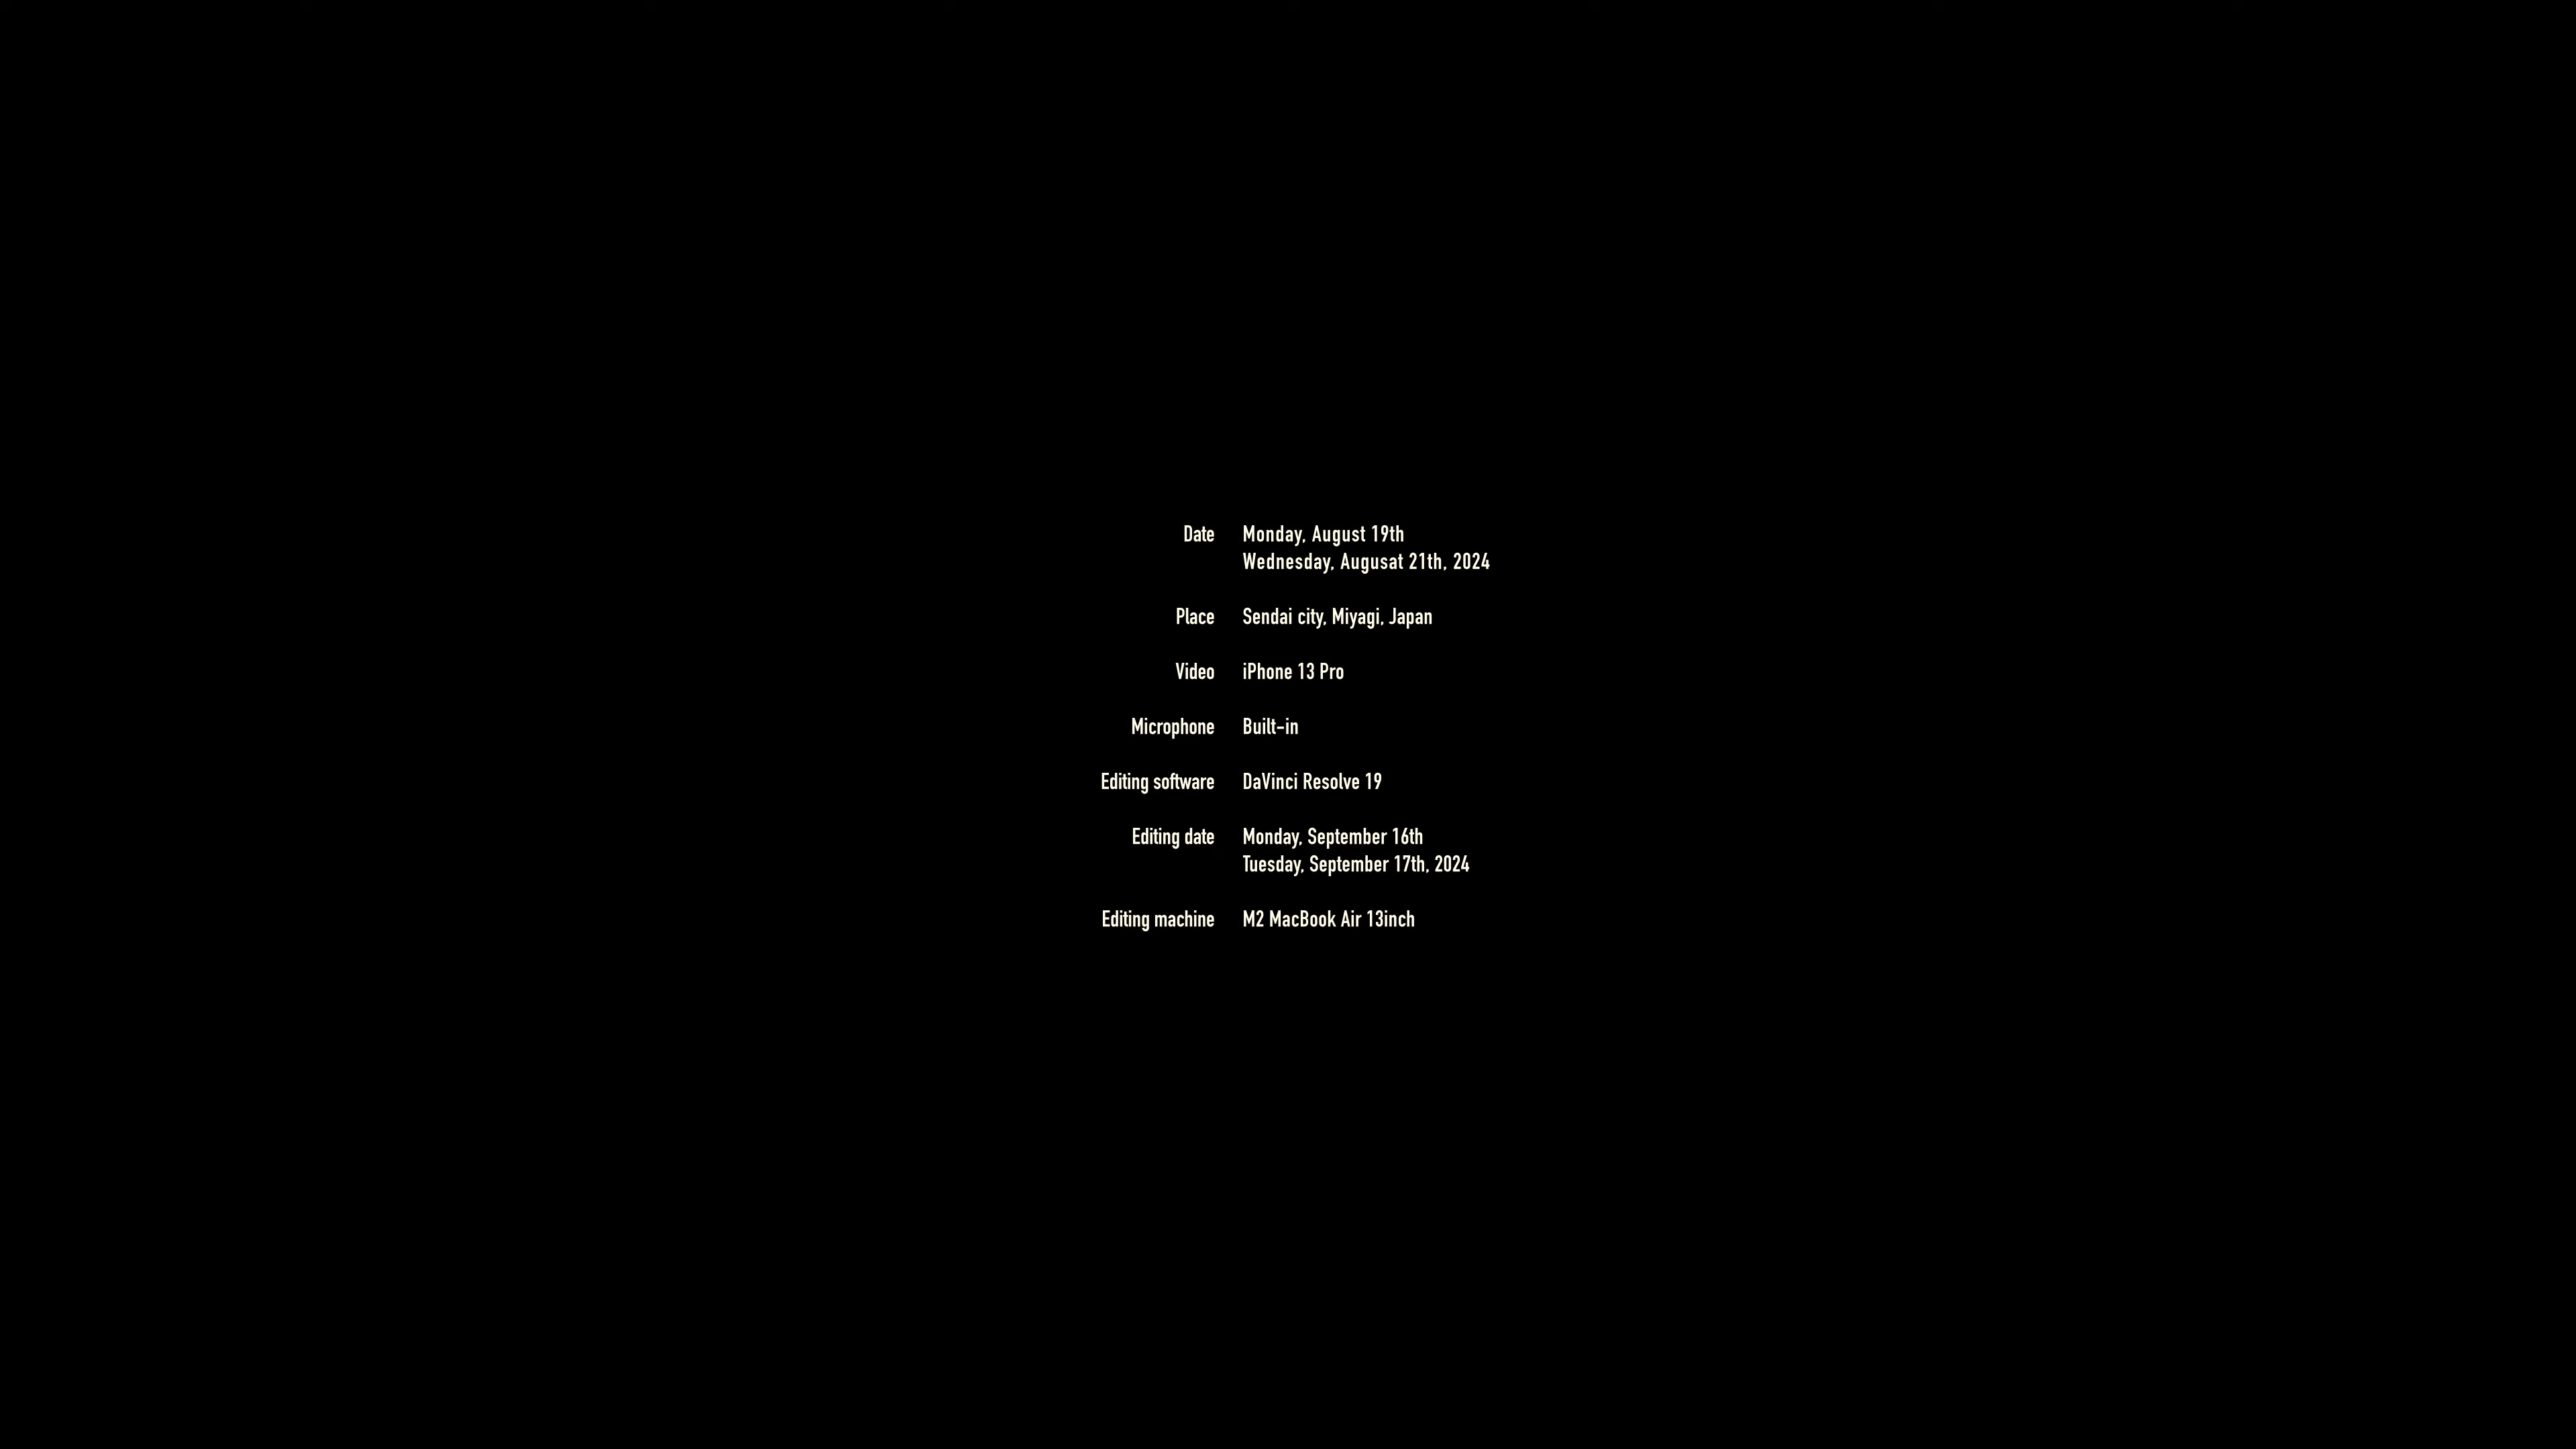 Date Monday, August 19th
Wednesday, Augusat 21th, 2024
Place Sendai city, Miyagi, Japan
Video iPhone 13 Pro
Microphone Built-in
Editing software DaVinci Resolve 19
Editing date Monday, September 16th
Tuesday, September 17th, 2024
Editing machine M2 MacBook Air 13inch